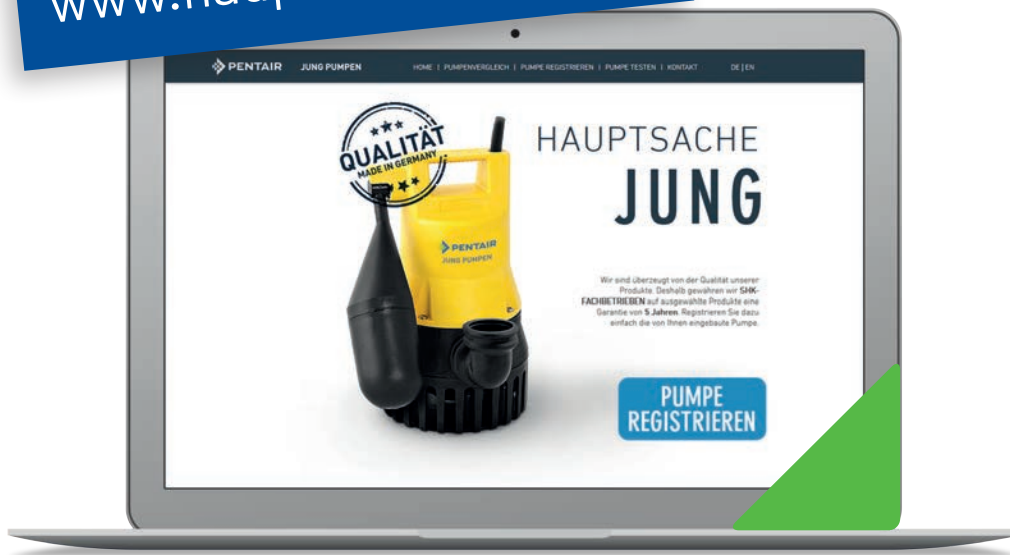 PENTAIR JUNG PUMPEN HOME | PUMPENVERGLEICH | PUMPE REGISTRIEREN | PUMPE TESTEN | KONTAKT DE | EN
QUALITÄT
MADE IN GERMANY
HAUPTSACHE
JUNG
PENTAIR
JUNG PUMPEN
Wir sind überzeugt von der Qualität unserer
Produkte. Deshalb gewähren wir SHK-
FACHBETRIEBEN auf ausgewählte Produkte eine
Garantie von 5 Jahren. Registrieren Sie dazu
einfach die von Ihnen eingebaute Pumpe.
PUMPE
REGISTRIEREN